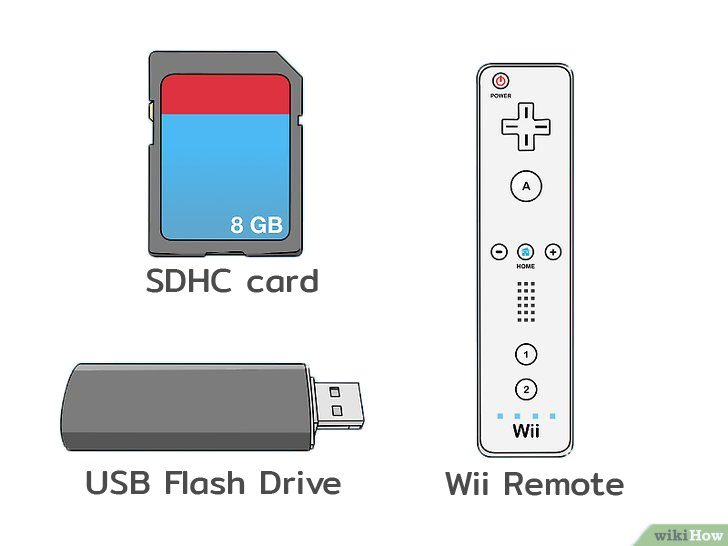 8 GB
SDHC card
USB Flash Drive
POWER
A
HOME
1
2
Wii
Wii Remote
wikiHow